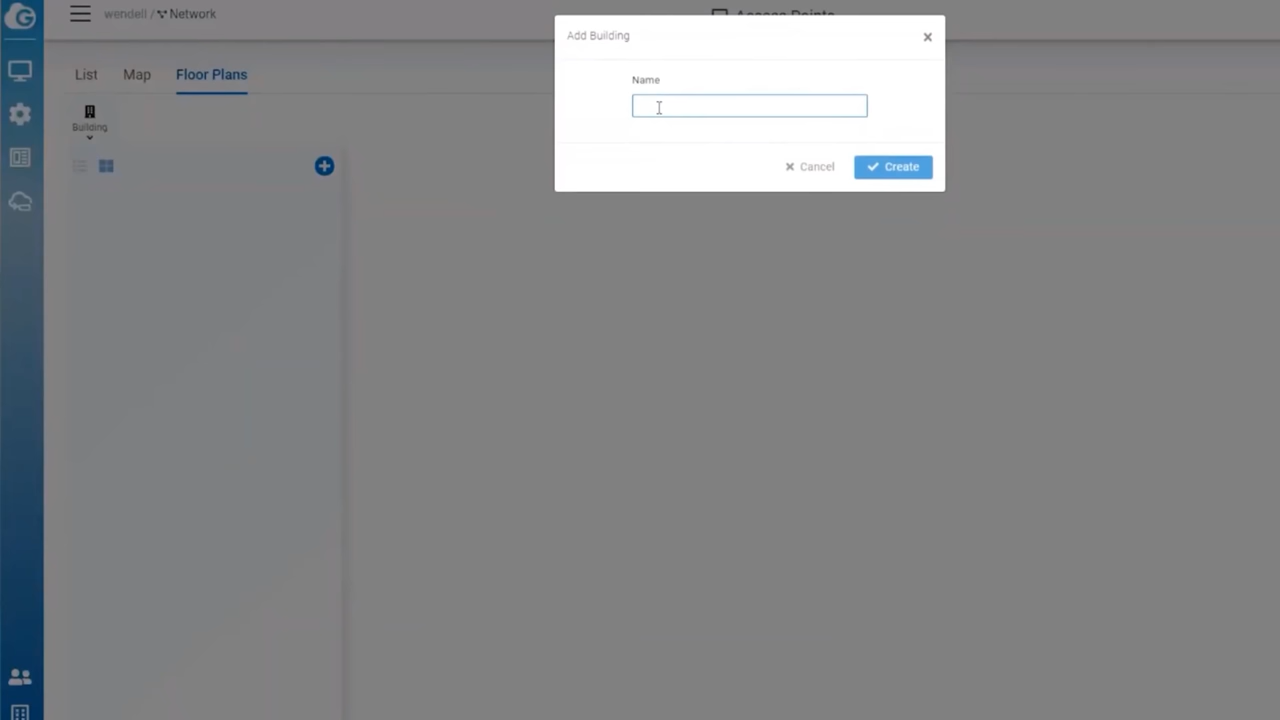 wendell / Network
Access Points
Add Building
Name
List
Map
Floor Plans
Building
Cancel
Create